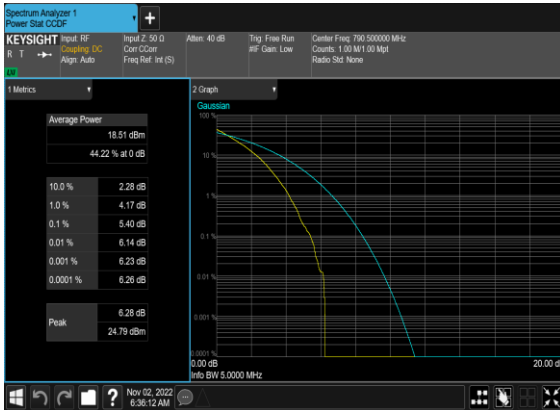 Spectrum Analyzer 1
Power Stat CCDF
+
KEYSIGHT
R T
LXI
Input: RF
Coupling: DC
Align: Auto
Input Z: 50 Ω
Corr CCorr
Freq Ref: Int (S)
Atten: 40 dB
Trig: Free Run
#IF Gain: Low
Center Freq: 790.500000 MHz
Counts: 1.00 M/1.00 Mpt
Radio Std: None
1 Metrics
Average Power
18.51 dBm
44.22 % at 0 dB
10.0 % 2.28 dB
1.0 % 4.17 dB
0.1 % 5.40 dB
0.01 % 6.14 dB
0.001 % 6.23 dB
0.0001 % 6.26 dB
Peak
6.28 dB
24.79 dBm
2 Graph
Gaussian
100 %
10 %
1 %
0.1 %
0.01 %
0.001 %
0.0001 %
0.00 dB
20.00 d
Info BW 5.0000 MHz
?
Nov 02, 2022
6:36:12 AM